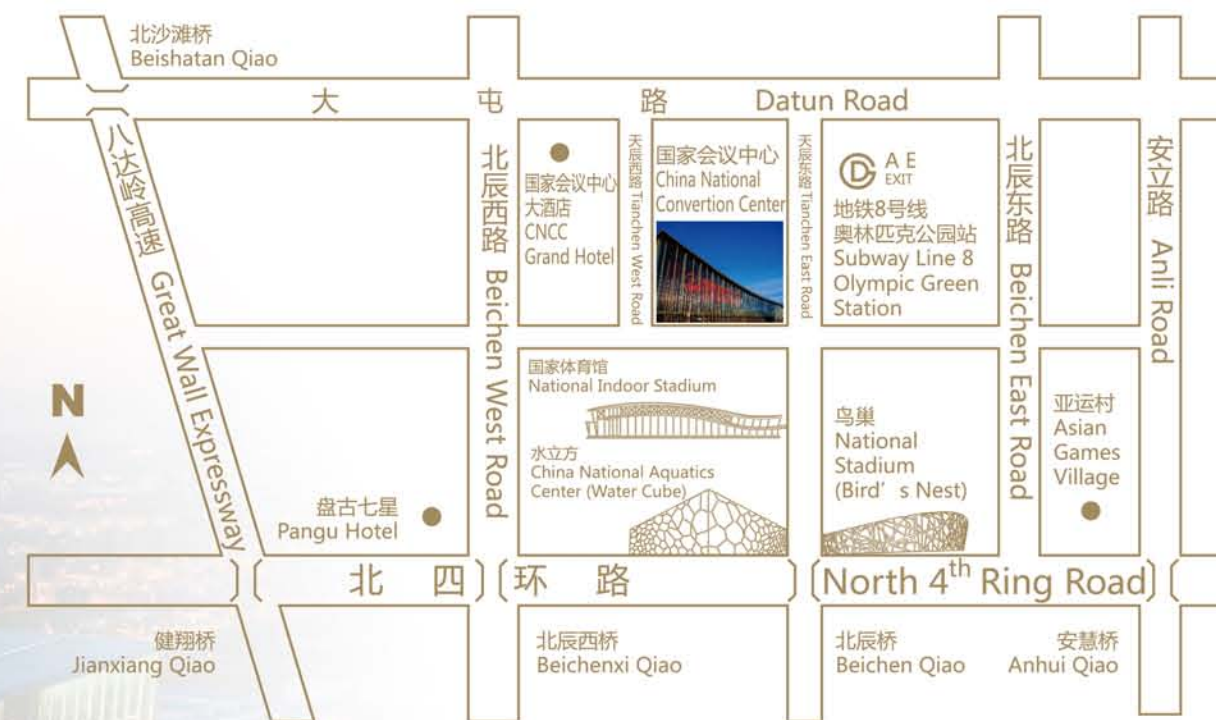 北沙滩桥
Beishatan Qiao
大屯路 Datun Road
八达岭高速 Great Wall Expressway
北辰西路 Beichen West Road
国家会议中心
大酒店
CNCC
Grand Hotel
天辰西路 Tianchen West Road
国家会议中心
China National
Convertion Center
天辰东路 Tianchen East Road
A E
EXIT
地铁8号线
奥林匹克公园站
Subway Line 8
Olympic Green
Station
北辰东路 Beichen East Road
安立路 Anli Road
N
国家体育馆
National Indoor Stadium
水立方
China National Aquatics
Center (Water Cube)
鸟巢
National
Stadium
(Bird’s Nest)
亚运村
Asian
Games
Village
盘古七星
Pangu Hotel
北四环路 North 4th Ring Road
健翔桥
Jianxiang Qiao
北辰西桥
Beichenxi Qiao
北辰桥
Beichen Qiao
安慧桥
Anhui Qiao